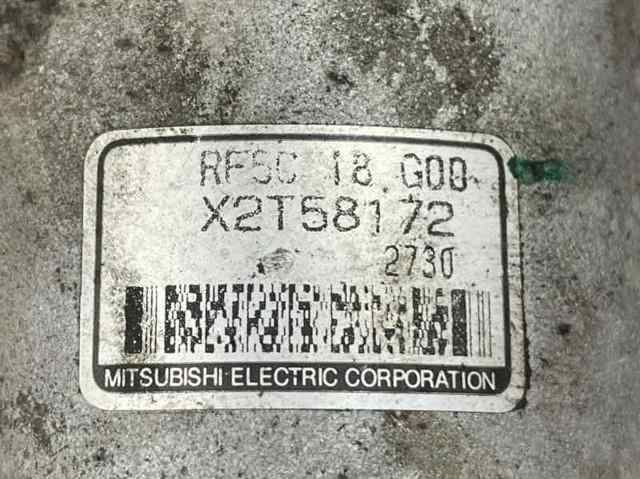 RF5C 18 G00
X2T58172
2730
MITSUBISHI ELECTRIC CORPORATION